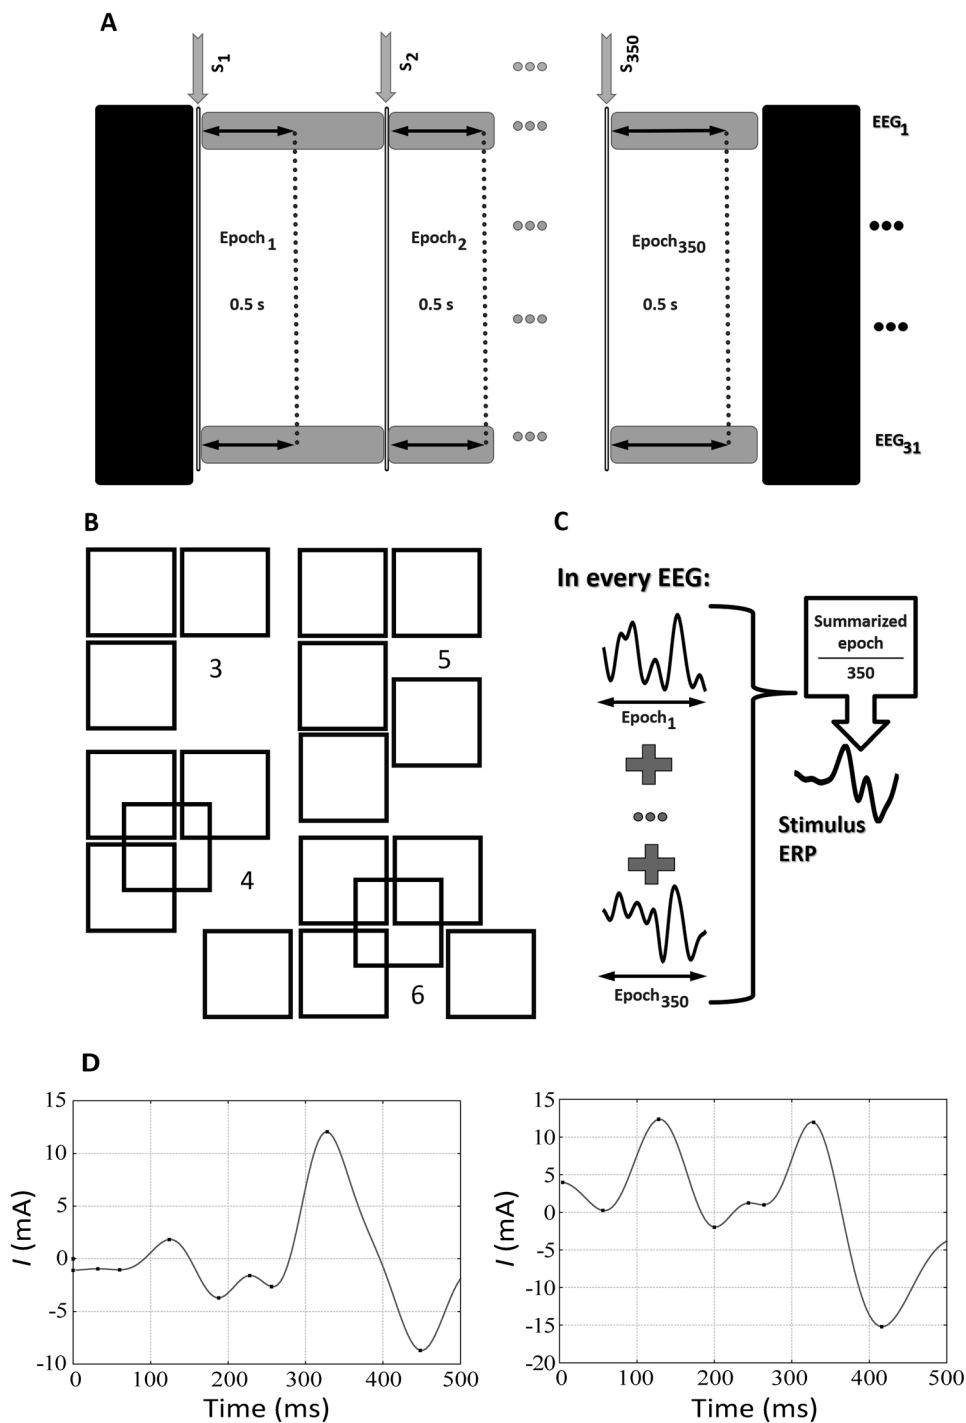 A
S1
S2
S350
EEG1
Epoch1
Epoch2
Epoch350
0.5 s
0.5 s
0.5 s
EEG31
B
C
In every EEG:
3
5
4
6
Epoch1
Epoch350
Summarized
epoch
350
Stimulus
ERP
D
15
10
5
0
-5
-10
I (mA)
0 100 200 300 400 500
Time (ms)
15
10
5
0
-5
-10
-15
-20
I (mA)
0 100 200 300 400 500
Time (ms)